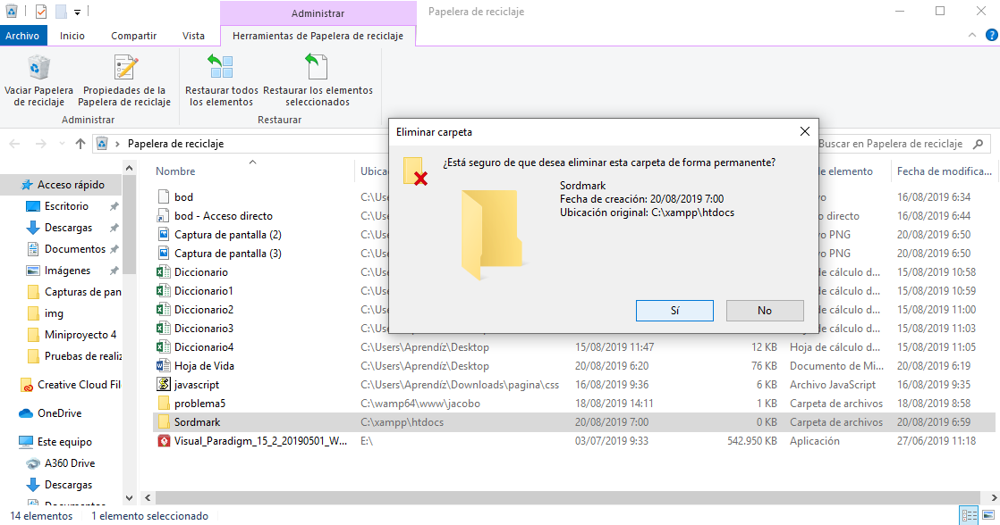 Administrar
Papelera de reciclaje
Archivo
Inicio
Compartir
Vista
Herramientas de Papelera de reciclaje
Vaciar Papelera
de reciclaje
Propiedades de la
Papelera de reciclaje
Restaurar todos
los elementos
Restaurar los elementos
seleccionados
Administrar
Restaurar
Papelera de reciclaje
Buscar en Papelera de reciclaje
Eliminar carpeta
¿Está seguro de que desea eliminar esta carpeta de forma permanente?
Sordmark
Fecha de creación: 20/08/2019 7:00
Ubicación original: C:\xampp\htdocs
Sí
No
Acceso rápido
Escritorio
Descargas
Documentos
Imágenes
Capturas de pan
img
Miniproyecto 4
Pruebas de realiz
Creative Cloud Fil
OneDrive
Este equipo
A360 Drive
Descargas
Documentos
Nombre Ubica de elemento Fecha de modifica...
bod C:\Use vo 16/08/2019 6:34
bod - Acceso directo C:\Use o directo 16/08/2019 6:44
Captura de pantalla (2) C:\Use vo PNG 20/08/2019 6:50
Captura de pantalla (3) C:\Use vo PNG 20/08/2019 6:50
Diccionario C:\Use de cálculo d... 15/08/2019 10:58
Diccionario1 C:\Use de cálculo d... 15/08/2019 10:59
Diccionario2 C:\Use de cálculo d... 15/08/2019 11:00
Diccionario3 C:\Use de cálculo d... 15/08/2019 11:03
Diccionario4 C:\Users\Aprendíz\Desktop 15/08/2019 11:47 12 KB Hoja de cálculo d... 15/08/2019 11:05
Hoja de Vida C:\Users\Aprendíz\Desktop 20/08/2019 6:20 76 KB Documento de Mi... 20/08/2019 6:19
javascript C:\Users\Aprendíz\Downloads\pagina\css 16/08/2019 9:36 6 KB Archivo JavaScript 16/08/2019 9:35
problema5 C:\wamp64\www\jacobo 18/08/2019 14:11 1 KB Carpeta de archivos 18/08/2019 8:58
Sordmark C:\xampp\htdocs 20/08/2019 7:00 0 KB Carpeta de archivos 20/08/2019 6:59
Visual_Paradigm_15_2_20190501_W... E:\ 03/07/2019 9:33 542.950 KB Aplicación 27/06/2019 11:18
14 elementos
1 elemento seleccionado